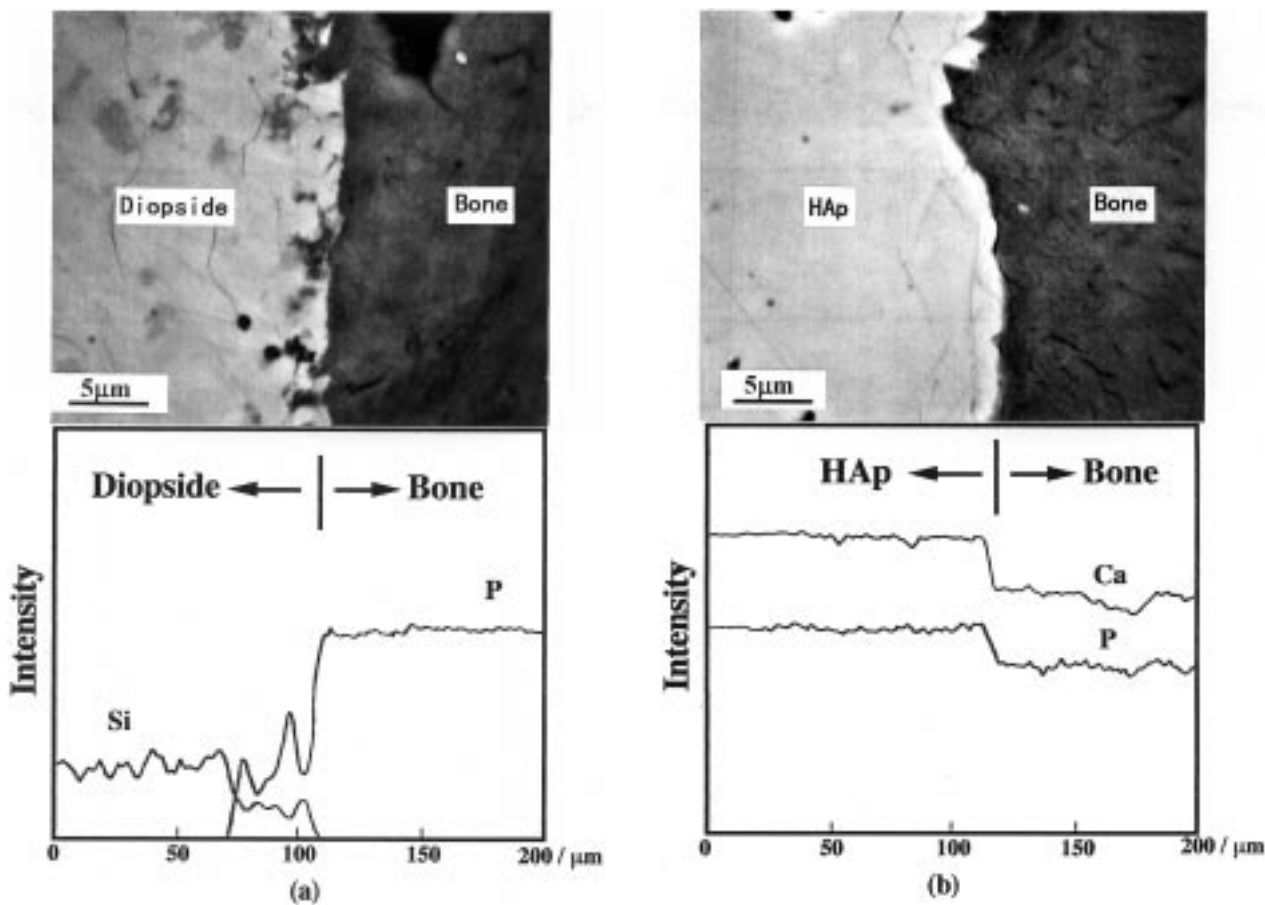 Diopside
Bone
5μm
HAp
Bone
5μm
Diopside
Bone
Intensity
P
Si
0
50
100
150
200 / μm
(a)
HAp
Bone
Intensity
Ca
P
0
50
100
150
200 / μm
(b)